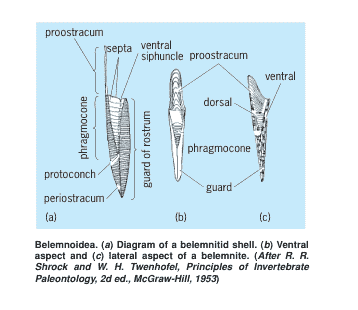 proostracum
septa
ventral
siphuncle
proostracum
ventral
dorsal
phragmocone
guard of rostrum
phragmocone
protoconch
guard
periostracum
(a)
(b)
(c)
Belemnoidea. (a) Diagram of a belemnitid shell. (b) Ventral
aspect and (c) lateral aspect of a belemnite. (After R. R.
Shrock and W. H. Twenhofel, Principles of Invertebrate
Paleontology, 2d ed., McGraw-Hill, 1953)